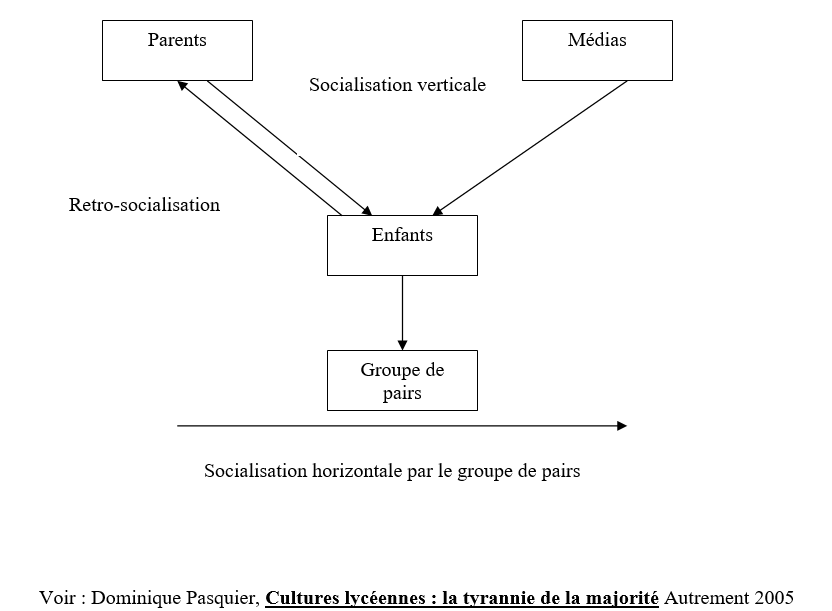 Parents
Médias
Socialisation verticale
Retro-socialisation
Enfants
Groupe de
pairs
Socialisation horizontale par le groupe de pairs
Voir : Dominique Pasquier, Cultures lycéennes : la tyrannie de la majorité Autrement 2005